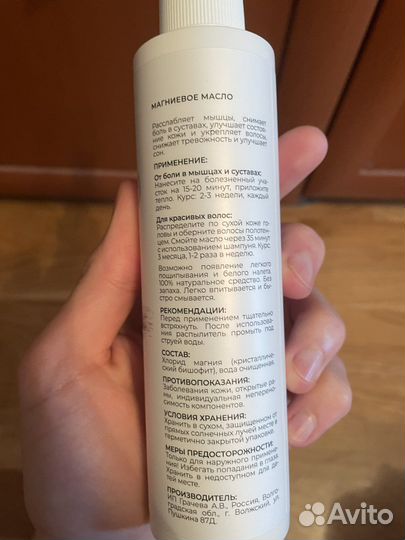 МАГНИЕВОЕ МАСЛО
Расслабляет мышцы, снимает
боль в суставах, улучшает состоя-
ние кожи и укрепляет волосы,
снижает тревожность и улучшает
сон.
ПРИМЕНЕНИЕ:
От боли в мышцах и суставах:
Нанесите на болезненный уча-
сток на 15-20 минут, приложите
тепло. Курс: 2-3 недели, каждый
день.
Для красивых волос:
Распределите по сухой коже го-
ловы и оберните волосы полотен-
цем. Смойте масло через 35 минут
с использованием шампуня. Курс
3 месяца, 1-2 раза в неделю.
Возможно появление легкого
пощипывания и белого налета.
100% натуральное средство. Без
запаха. Легко впитывается и бы-
стро смывается.
РЕКОМЕНДАЦИИ:
Перед применением тщательно
встряхнуть. После использова-
ния распылитель промыть под
струей воды.
СОСТАВ:
Хлорид магния (кристалличе-
ский бишофит), вода очищенная.
ПРОТИВОПОКАЗАНИЯ:
Заболевания кожи, открытые ра-
ны, индивидуальная неперено-
симость компонентов.
УСЛОВИЯ ХРАНЕНИЯ:
Хранить в сухом, защищенном от
прямых солнечных лучей месте в
герметично закрытой упаковке.
МЕРЫ ПРЕДОСТОРОЖНОСТИ:
Только для наружного примене-
ния! Избегать попадания в глаза.
Хранить в недоступном для де-
тей месте.
ПРОИЗВОДИТЕЛЬ:
ИП Грачева А.В., Россия, Волго-
градская обл., г. Волжский, ул.
Пушкина 87Д.
Avito